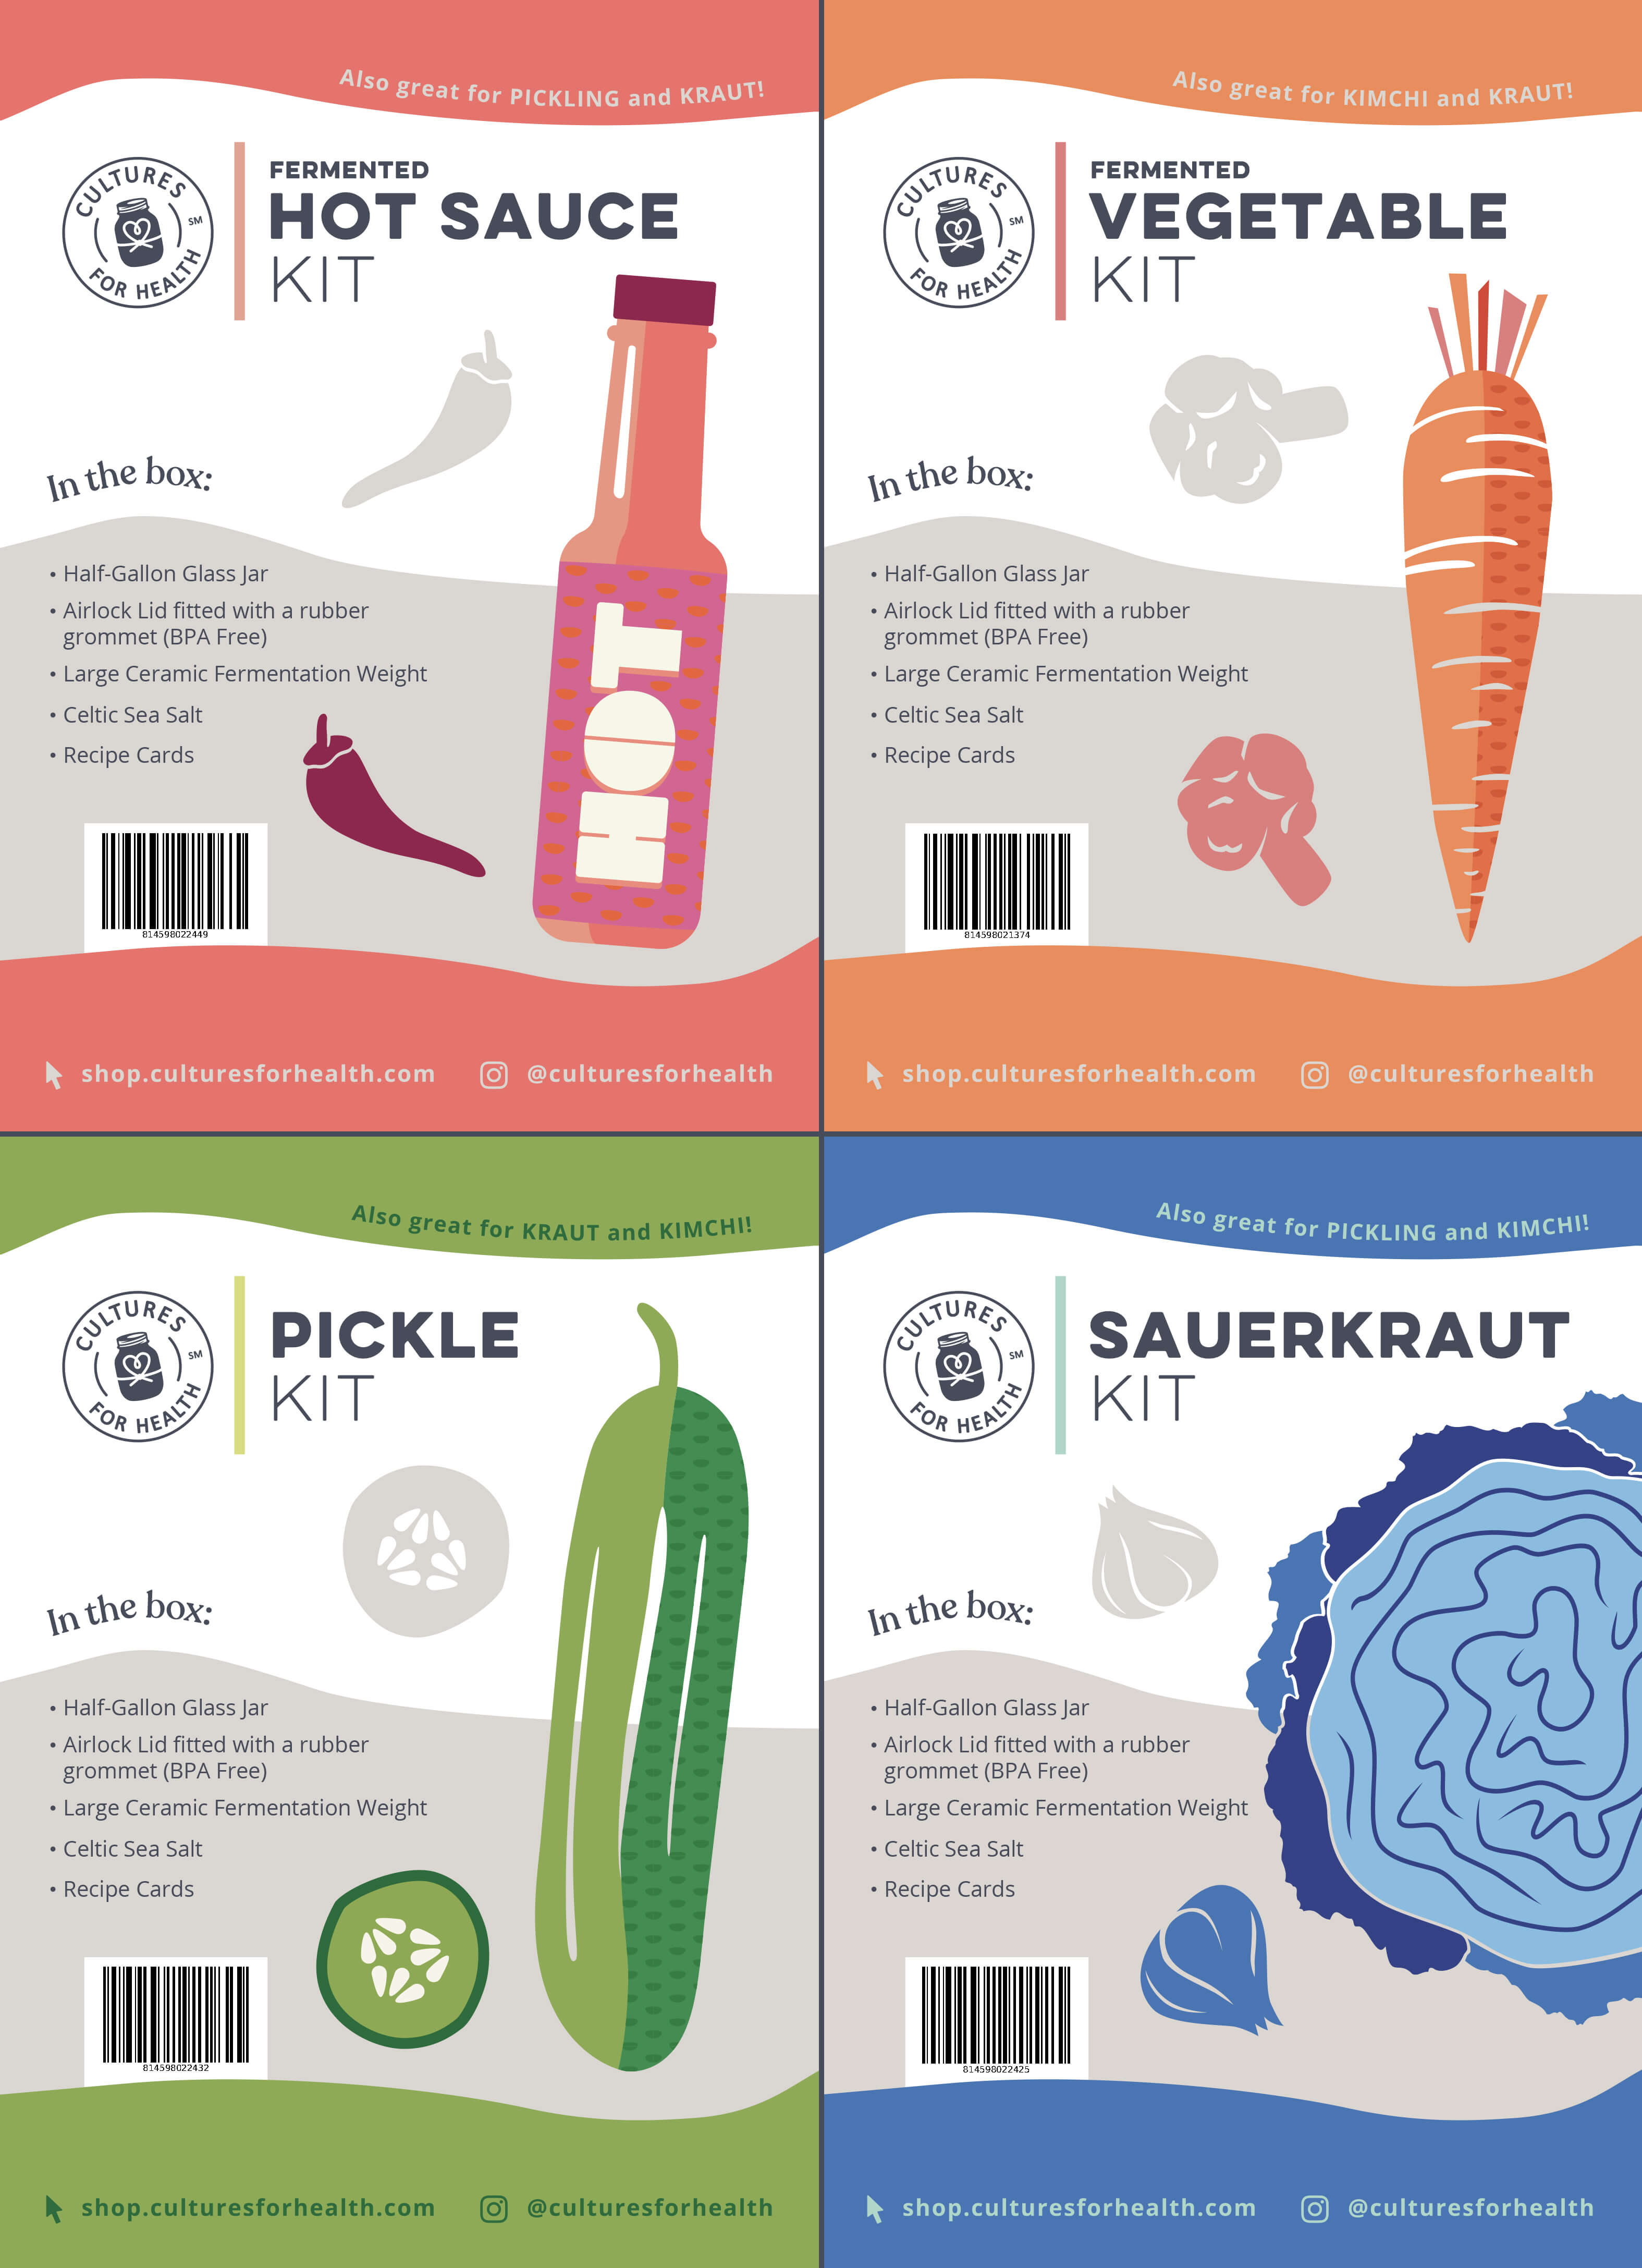 Also great for PICKLING and KRAUT!
CULTURES FOR HEALTH SM
FERMENTED
HOT SAUCE
KIT
HOT
In the box:
• Half-Gallon Glass Jar
• Airlock Lid fitted with a rubber
grommet (BPA Free)
• Large Ceramic Fermentation Weight
• Celtic Sea Salt
• Recipe Cards
814598022449
shop.culturesforhealth.com @culturesforhealth
Also great for KIMCHI and KRAUT!
CULTURES FOR HEALTH SM
FERMENTED
VEGETABLE
KIT
In the box:
• Half-Gallon Glass Jar
• Airlock Lid fitted with a rubber
grommet (BPA Free)
• Large Ceramic Fermentation Weight
• Celtic Sea Salt
• Recipe Cards
814598021374
shop.culturesforhealth.com @culturesforhealth
Also great for KRAUT and KIMCHI!
CULTURES FOR HEALTH SM
PICKLE
KIT
In the box:
• Half-Gallon Glass Jar
• Airlock Lid fitted with a rubber
grommet (BPA Free)
• Large Ceramic Fermentation Weight
• Celtic Sea Salt
• Recipe Cards
814598022432
shop.culturesforhealth.com @culturesforhealth
Also great for PICKLING and KIMCHI!
CULTURES FOR HEALTH SM
SAUERKRAUT
KIT
In the box:
• Half-Gallon Glass Jar
• Airlock Lid fitted with a rubber
grommet (BPA Free)
• Large Ceramic Fermentation Weight
• Celtic Sea Salt
• Recipe Cards
814598022425
shop.culturesforhealth.com @culturesforhealth